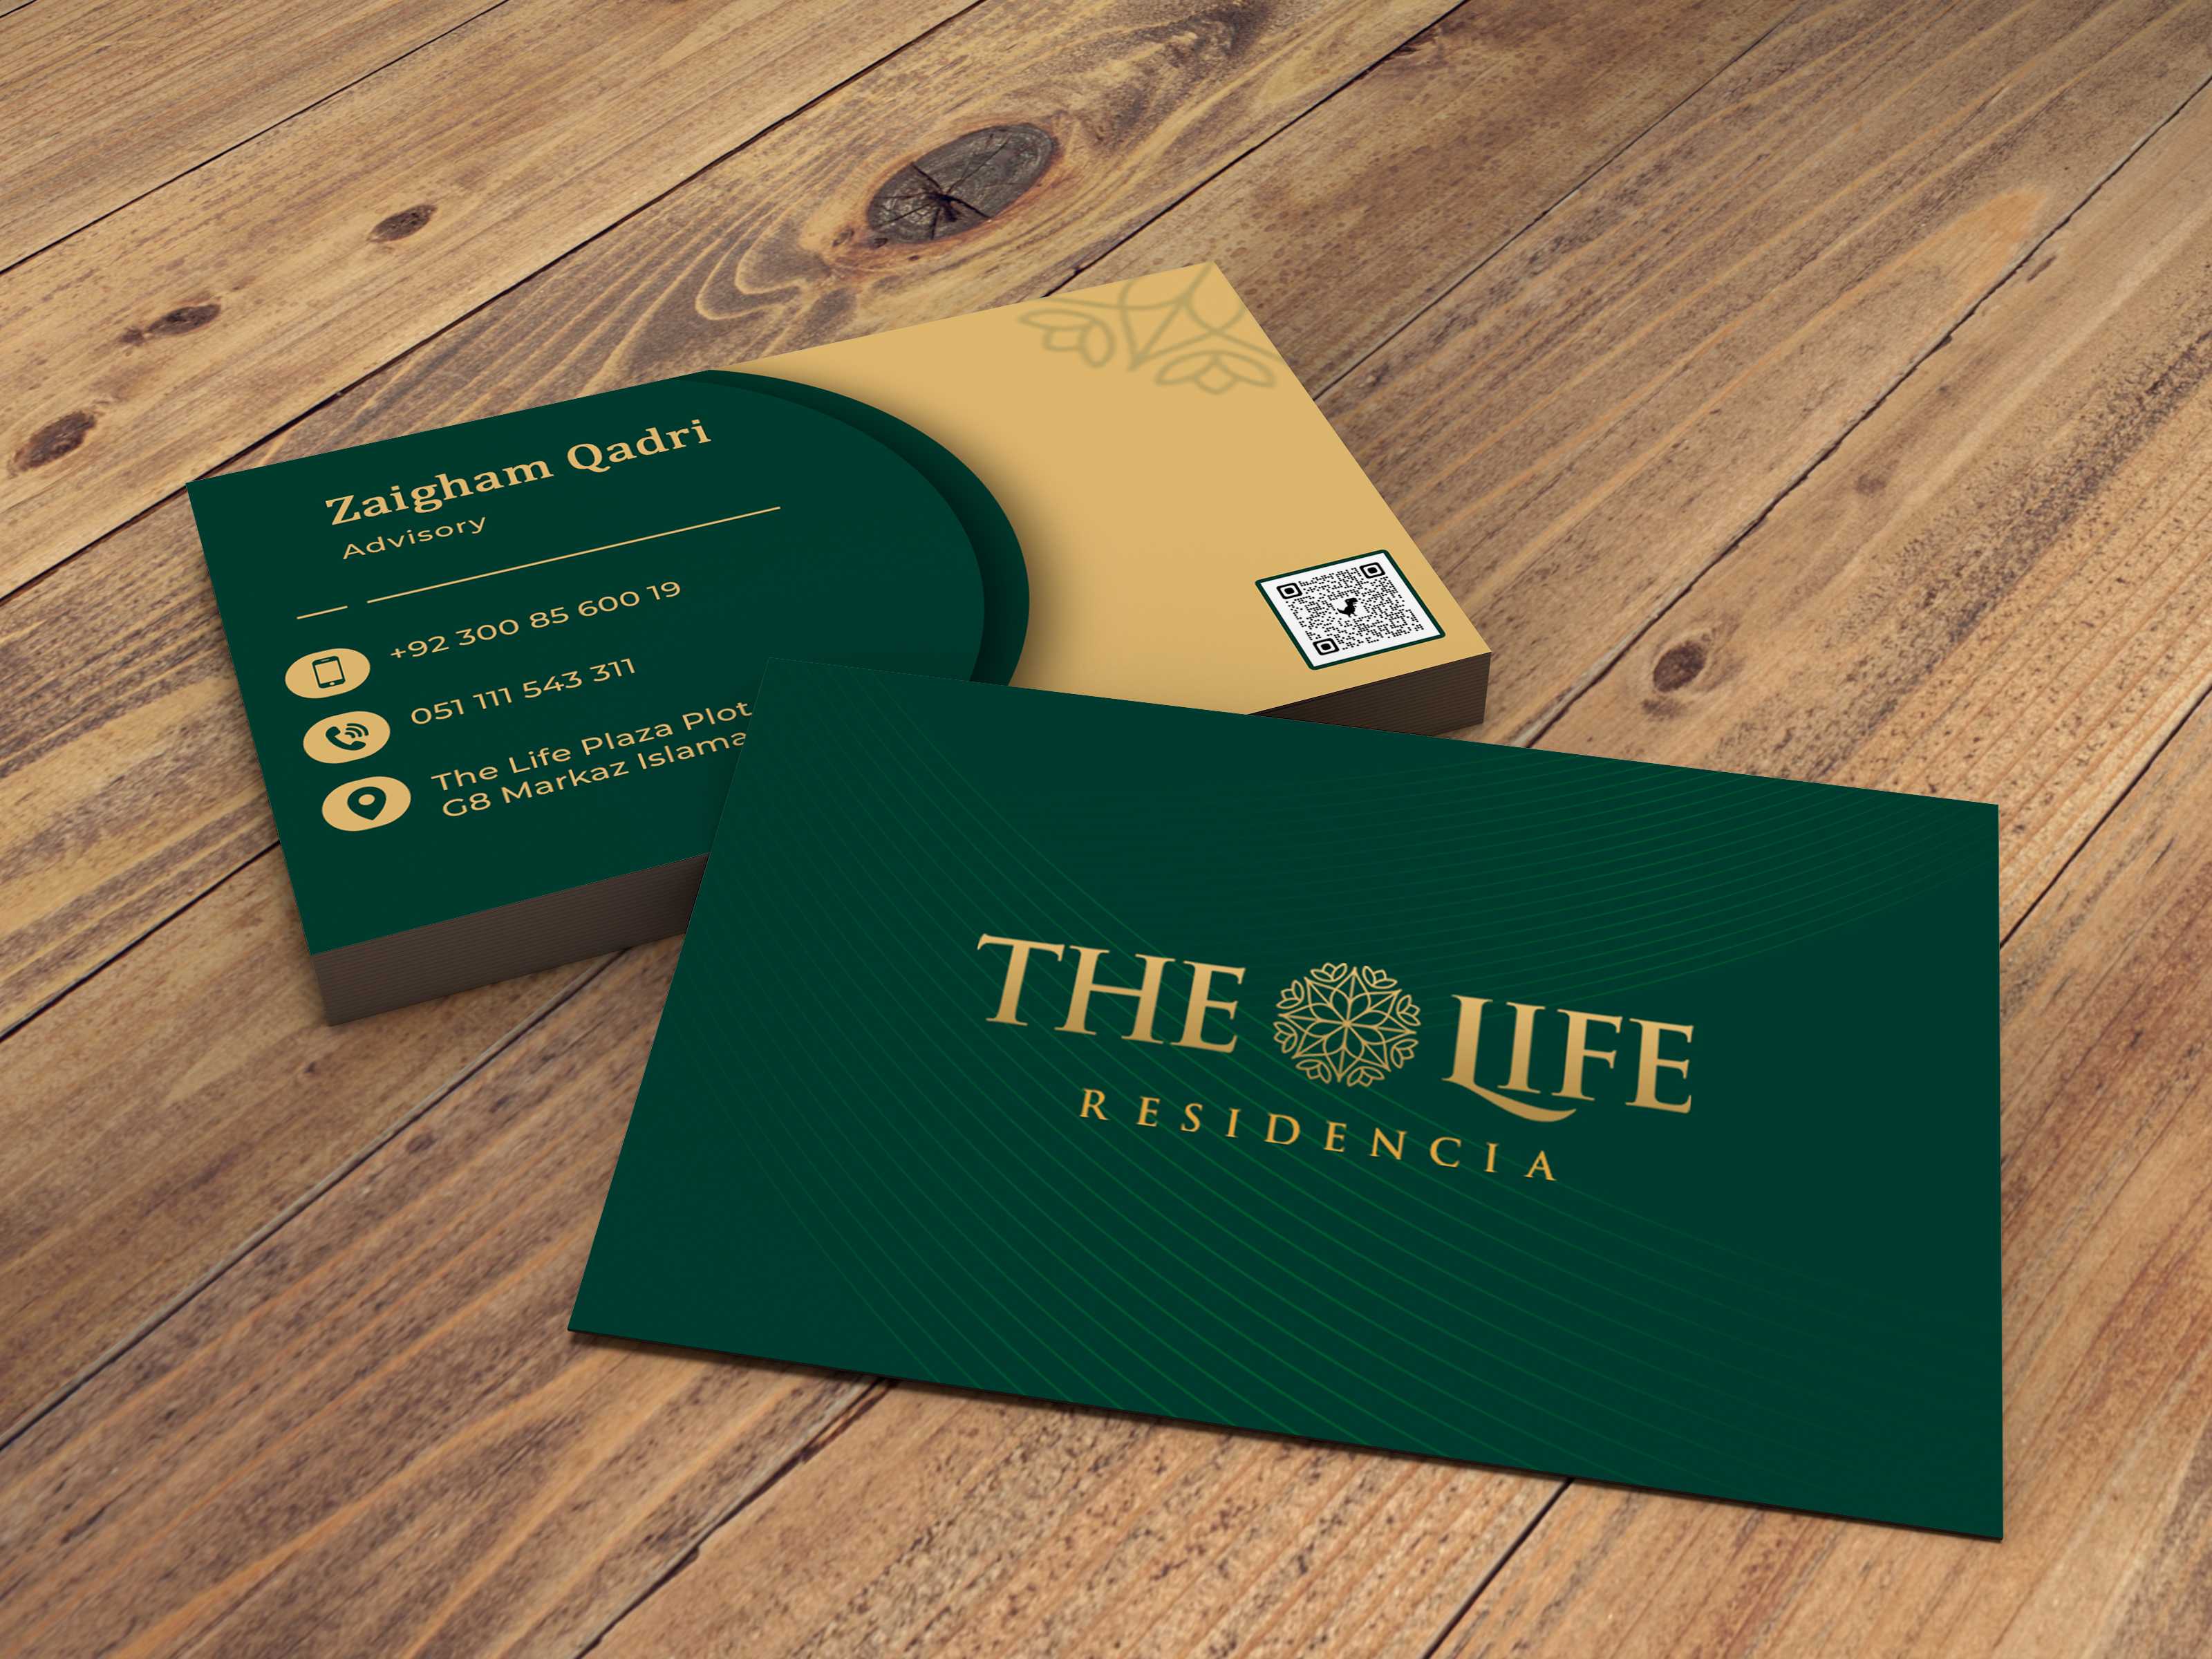 Zaigham Qadri
Advisory
+92 300 85 600 19
051 111 543 311
The Life Plaza Plot
G8 Markaz
THE LIFE
RESIDENCIA